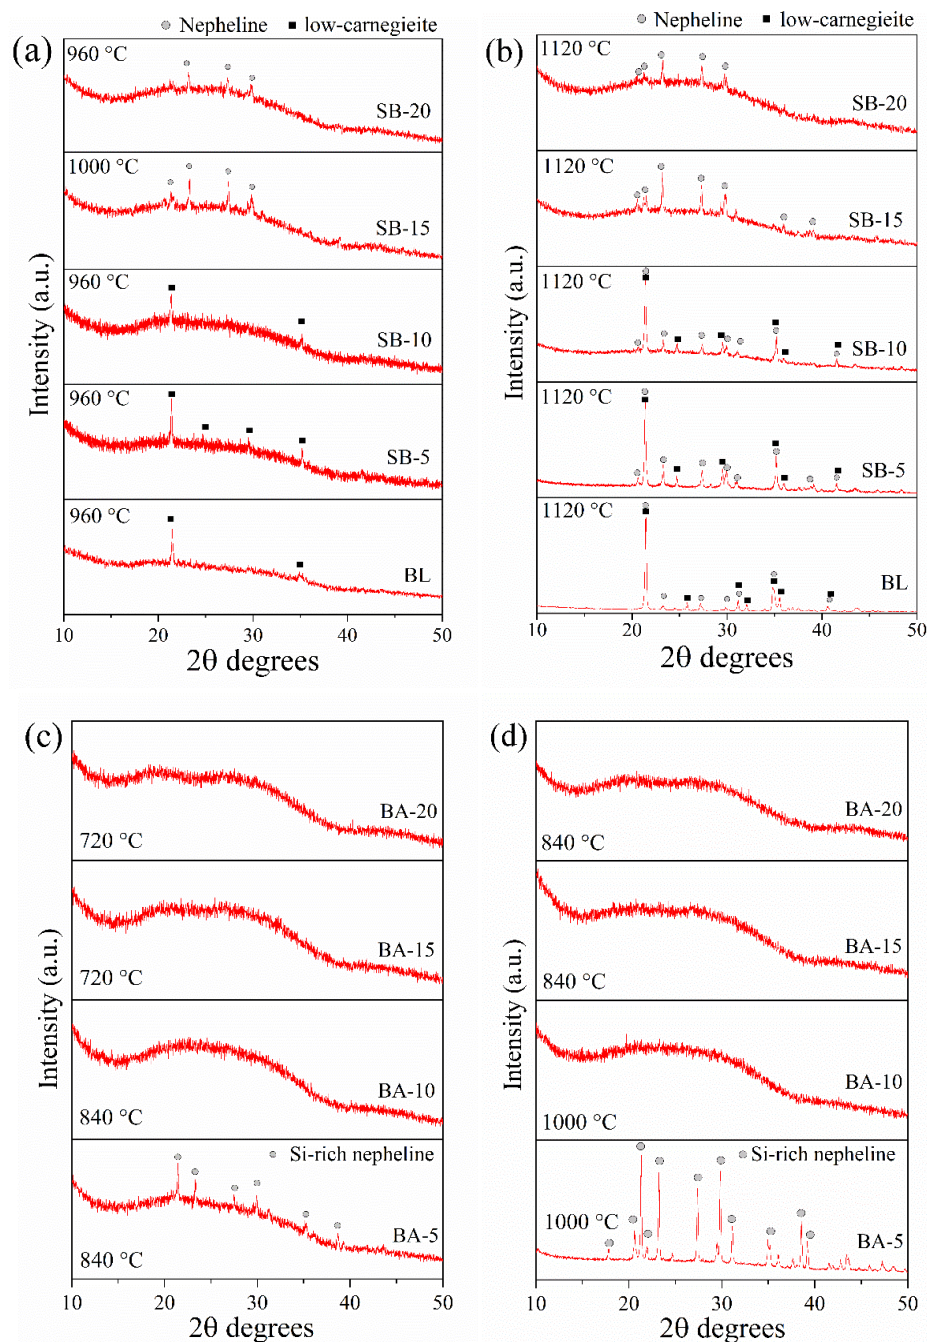 (a)
Nepheline low-carnegieite
960 °C
SB-20
1000 °C
SB-15
960 °C
SB-10
960 °C
SB-5
960 °C
BL
Intensity (a.u.)
10 20 30 40 50
2θ degrees
(b)
Nepheline low-carnegieite
1120 °C
SB-20
1120 °C
SB-15
1120 °C
SB-10
1120 °C
SB-5
1120 °C
BL
Intensity (a.u.)
10 20 30 40 50
2θ degrees
(c)
BA-20
720 °C
BA-15
720 °C
BA-10
840 °C
Si-rich nepheline
BA-5
840 °C
Intensity (a.u.)
10 20 30 40 50
2θ degrees
(d)
BA-20
840 °C
BA-15
840 °C
BA-10
1000 °C
Si-rich nepheline
1000 °C
BA-5
Intensity (a.u.)
10 20 30 40 50
2θ degrees